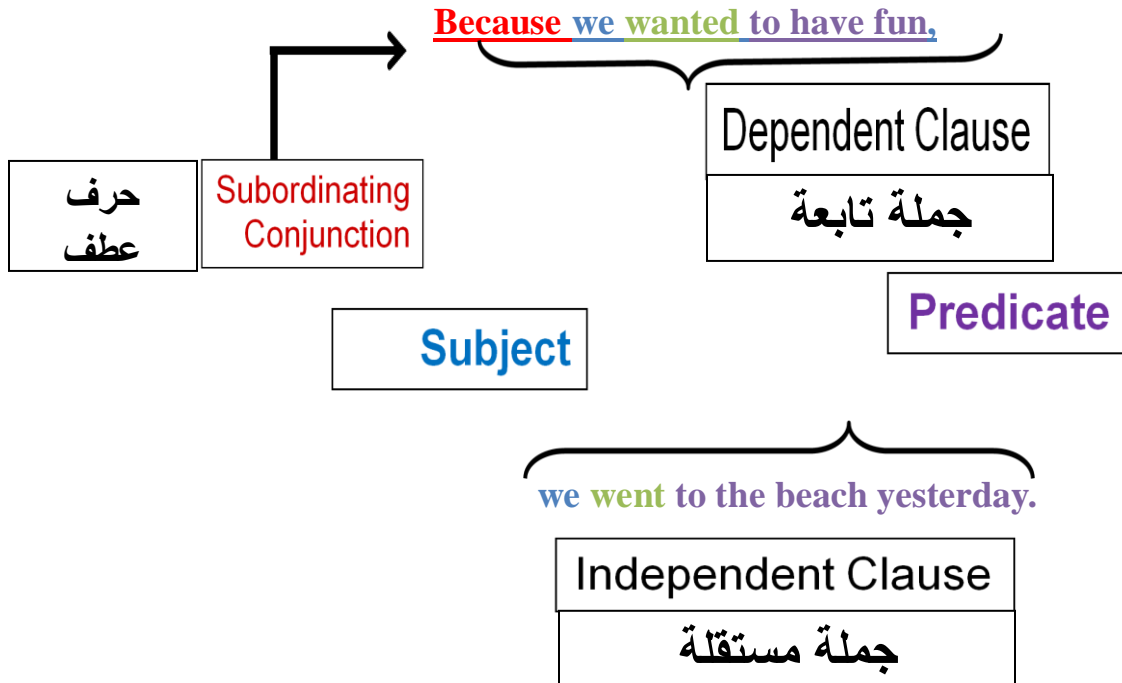 Because we wanted to have fun,
Dependent Clause
جملة تابعة
حرف
عطف
Subordinating
Conjunction
Predicate
Subject
we went to the beach yesterday.
Independent Clause
جملة مستقلة